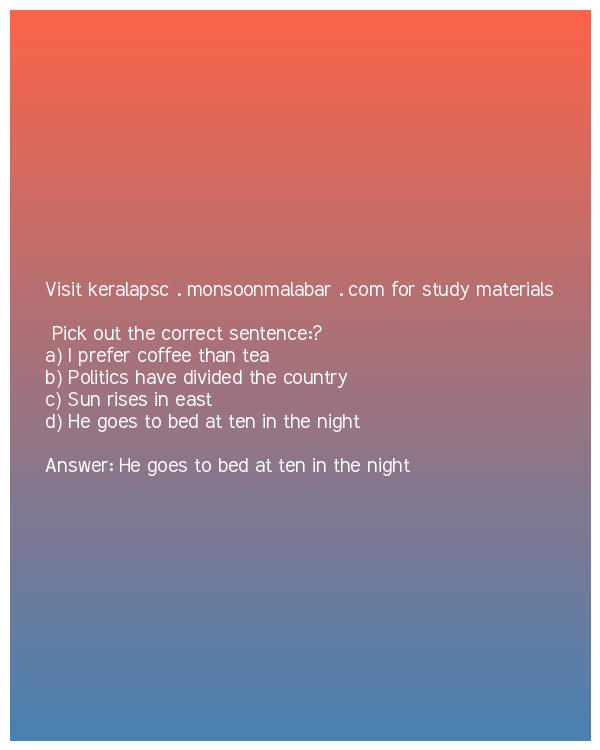 Visit keralapsc . monsoonmalabar . com for study materials
Pick out the correct sentence:?
a) I prefer coffee than tea
b) Politics have divided the country
c) Sun rises in east
d) He goes to bed at ten in the night
Answer: He goes to bed at ten in the night